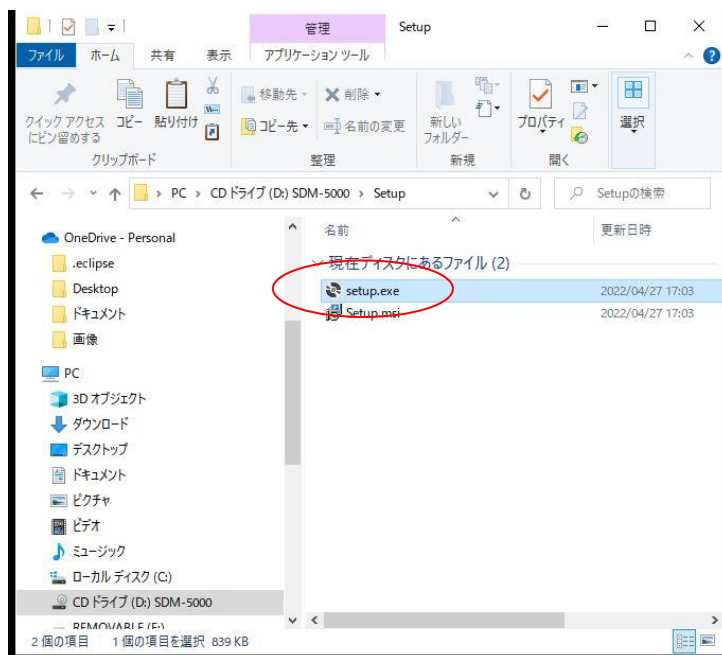 管理 Setup
ファイル ホーム 共有 表示 アプリケーション ツール
クイック アクセスにピン留めする
コピー
貼り付け
移動先
コピー先
削除
名前の変更
新しいフォルダー
プロパティ
選択
クリップボード 整理 新規 開く
PC > CD ドライブ (D:) SDM-5000 > Setup
Setupの検索
OneDrive - Personal
.eclipse
Desktop
ドキュメント
画像
PC
3D オブジェクト
ダウンロード
デスクトップ
ドキュメント
ピクチャ
ビデオ
ミュージック
ローカル ディスク (C:)
CD ドライブ (D:) SDM-5000
REMOVABLE (F:)
名前 更新日時
現在ディスクにあるファイル (2)
setup.exe 2022/04/27 17:03
Setup.msi 2022/04/27 17:03
2 個の項目 1 個の項目を選択 839 KB